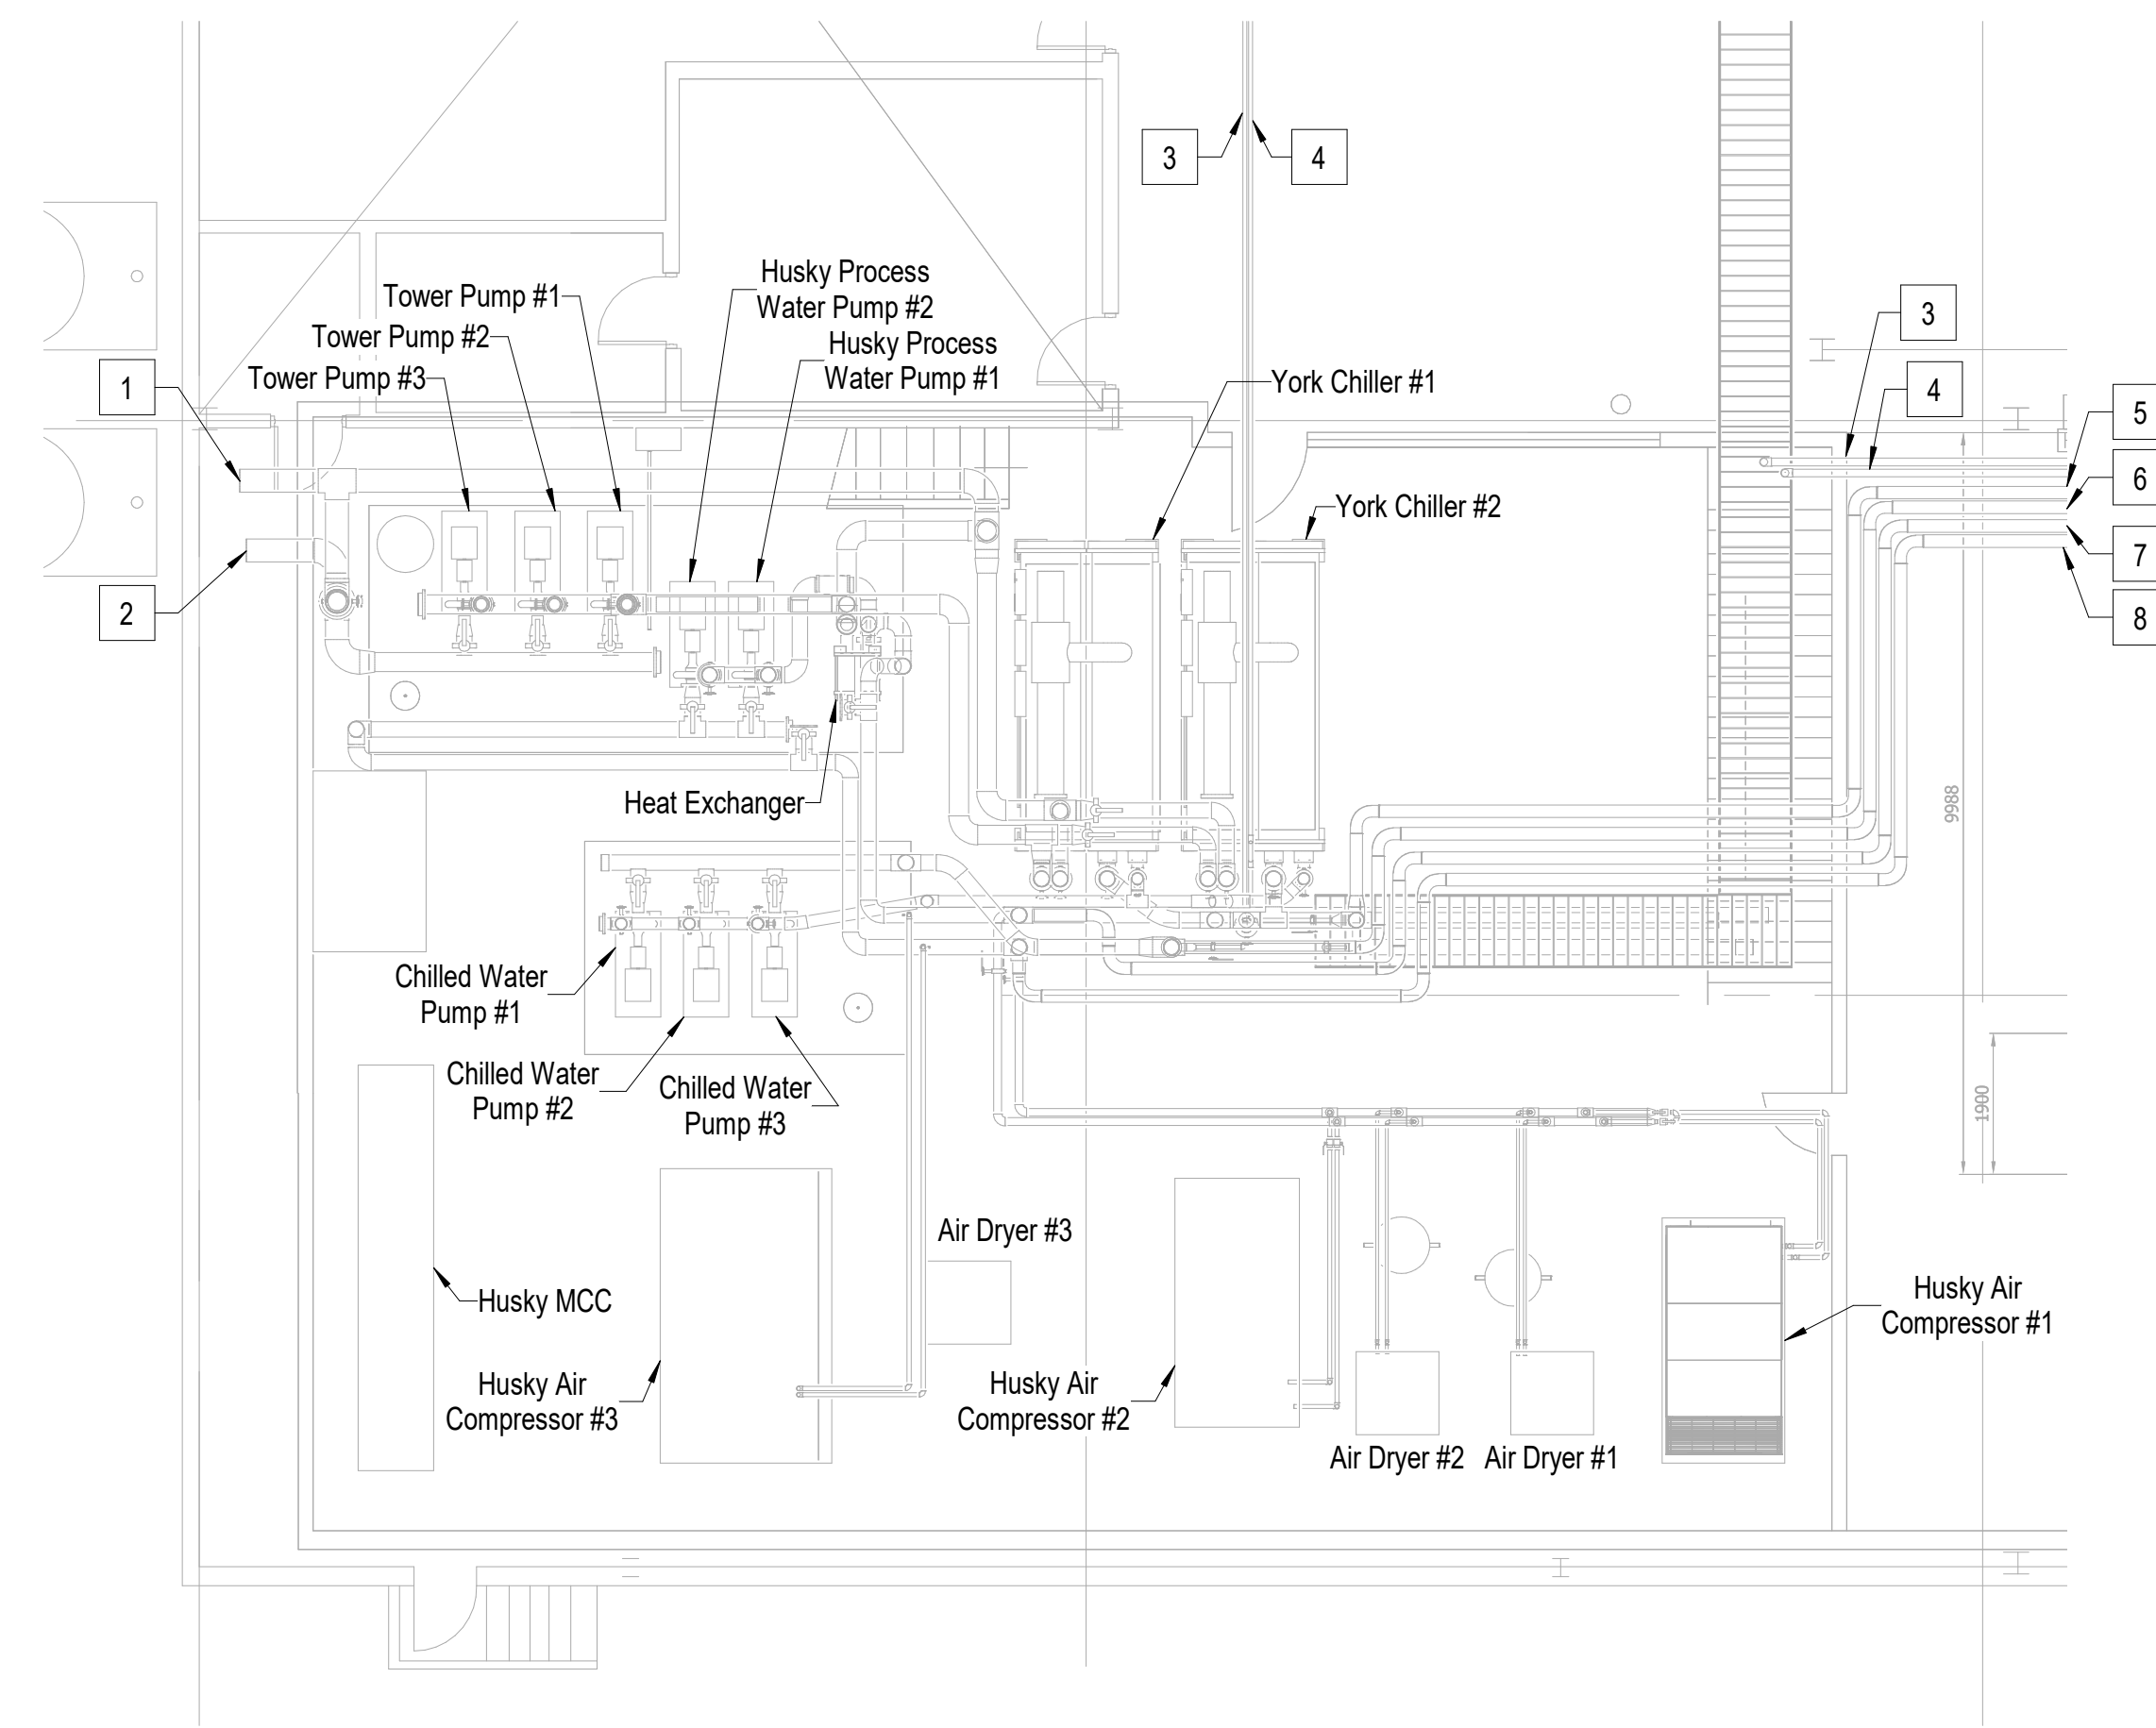 3
4
Husky Process
Water Pump #2
Tower Pump #1
Tower Pump #2
Tower Pump #3
Husky Process
Water Pump #1
York Chiller #1
York Chiller #2
1
2
3
4
5
6
7
8
9988
Heat Exchanger
Chilled Water
Pump #1
Chilled Water
Pump #2
Chilled Water
Pump #3
1900
Air Dryer #3
Husky MCC
Husky Air
Compressor #1
Husky Air
Compressor #3
Husky Air
Compressor #2
Air Dryer #2
Air Dryer #1